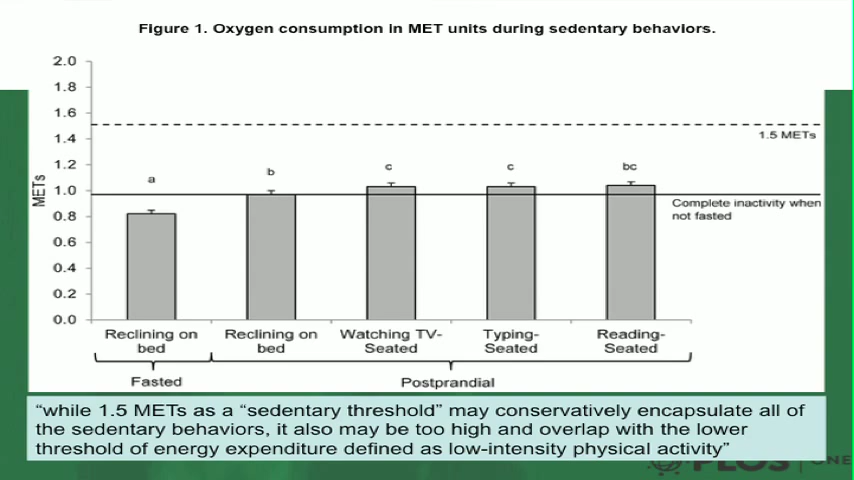 Figure 1. Oxygen consumption in MET units during sedentary behaviors.
2.0
1.8
1.6
1.4
1.2
1.0
0.8
0.6
0.4
0.2
0.0
METs
1.5 METs
Complete inactivity when
not fasted
a
b
c
c
bc
Reclining on
bed
Reclining on
bed
Watching TV-
Seated
Typing-
Seated
Reading-
Seated
Fasted
Postprandial
“while 1.5 METs as a “sedentary threshold” may conservatively encapsulate all of
the sedentary behaviors, it also may be too high and overlap with the lower
threshold of energy expenditure defined as low-intensity physical activity”
PLOS | ONE